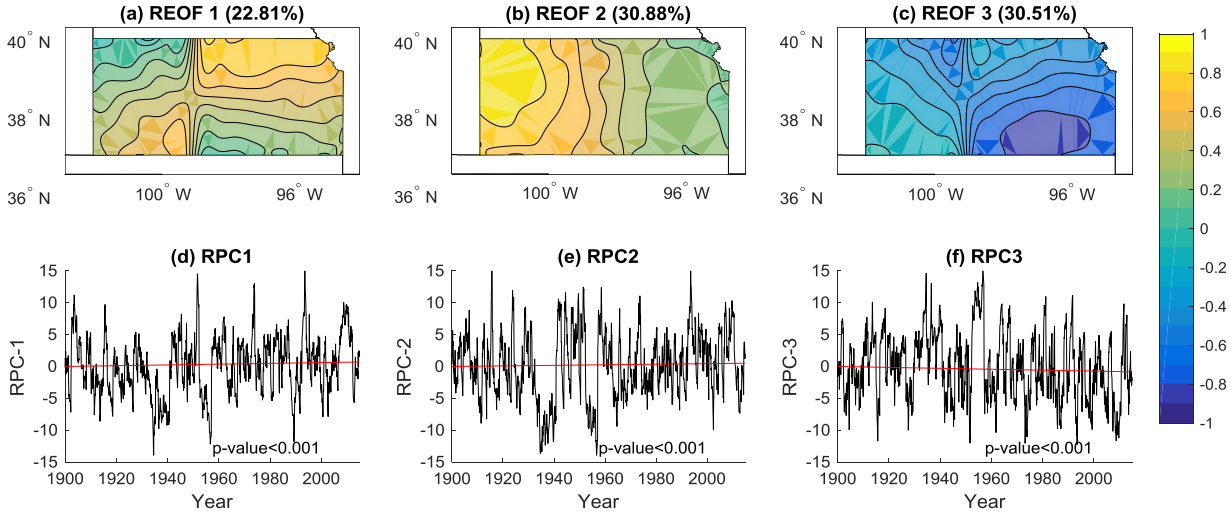 (a) REOF 1 (22.81%)
(b) REOF 2 (30.88%)
(c) REOF 3 (30.51%)
40° N
38° N
36° N
100° W
96° W
40° N
38° N
36° N
100° W
96° W
40° N
38° N
36° N
100° W
96° W
1
0.8
0.6
0.4
0.2
0
-0.2
-0.4
-0.6
-0.8
-1
(d) RPC1
RPC-1
15
10
5
0
-5
-10
-15
p-value<0.001
1900 1920 1940 1960 1980 2000
Year
(e) RPC2
RPC-2
15
10
5
0
-5
-10
-15
p-value<0.001
1900 1920 1940 1960 1980 2000
Year
(f) RPC3
RPC-3
15
10
5
0
-5
-10
-15
p-value<0.001
1900 1920 1940 1960 1980 2000
Year